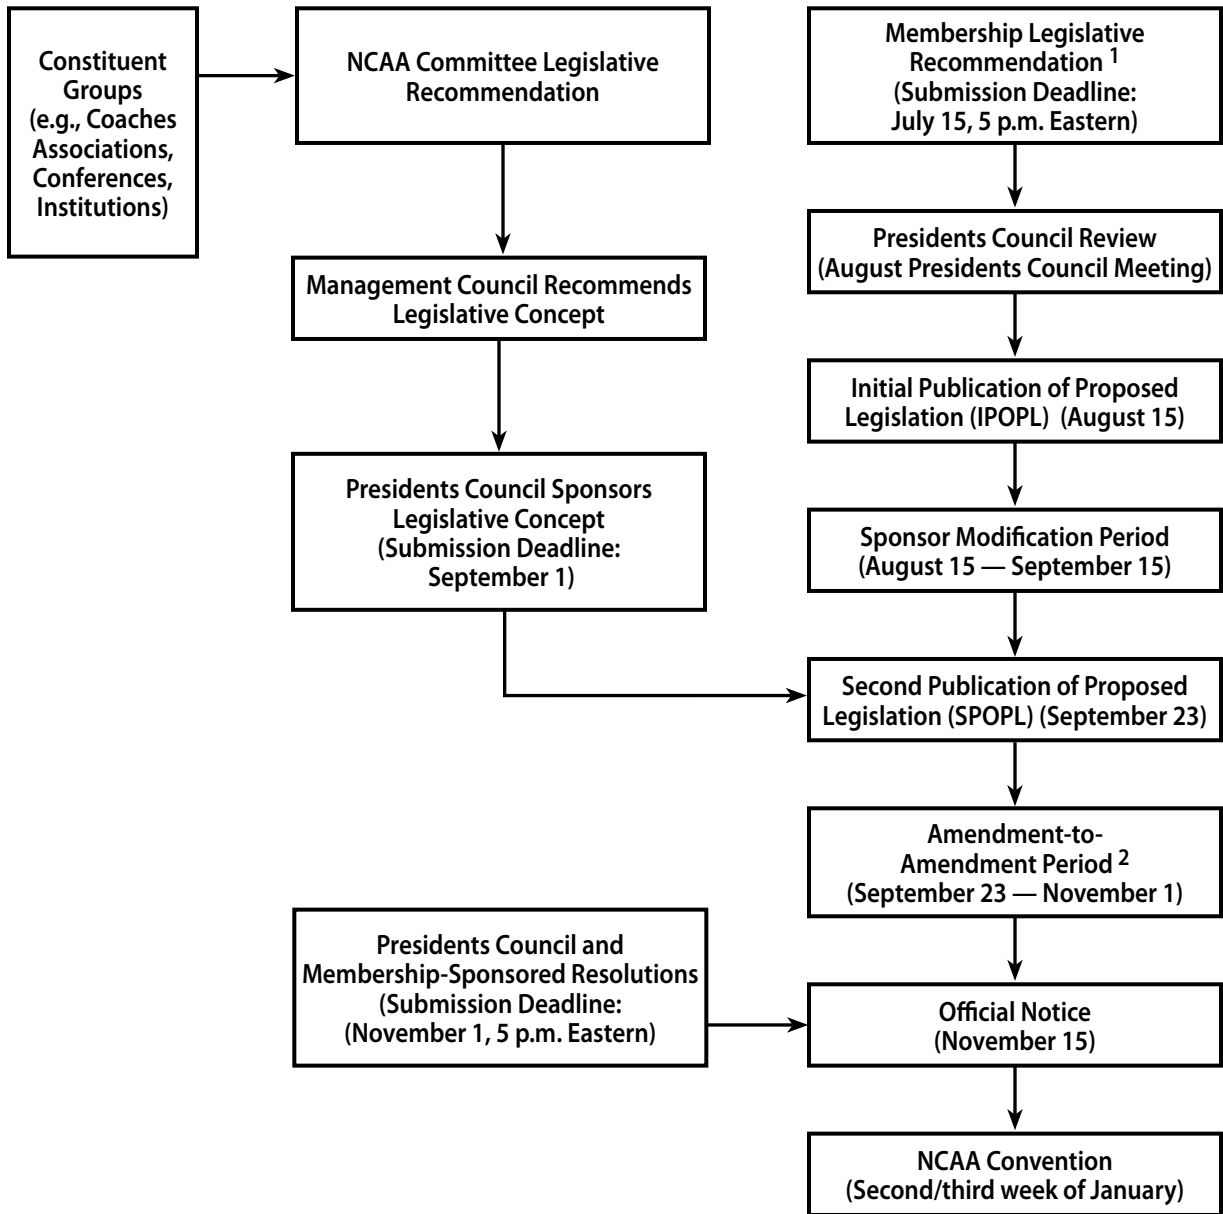 Constituent
Groups
(e.g., Coaches
Associations,
Conferences,
Institutions)
NCAA Committee Legislative
Recommendation
Management Council Recommends
Legislative Concept
Presidents Council Sponsors
Legislative Concept
(Submission Deadline:
September 1)
Presidents Council and
Membership-Sponsored Resolutions
(Submission Deadline:
(November 1, 5 p.m. Eastern)
Membership Legislative
Recommendation 1
(Submission Deadline:
July 15, 5 p.m. Eastern)
Presidents Council Review
(August Presidents Council Meeting)
Initial Publication of Proposed
Legislation (IPOPL) (August 15)
Sponsor Modification Period
(August 15 — September 15)
Second Publication of Proposed
Legislation (SPOPL) (September 23)
Amendment-to-
Amendment Period 2
(September 23 — November 1)
Official Notice
(November 15)
NCAA Convention
(Second/third week of January)